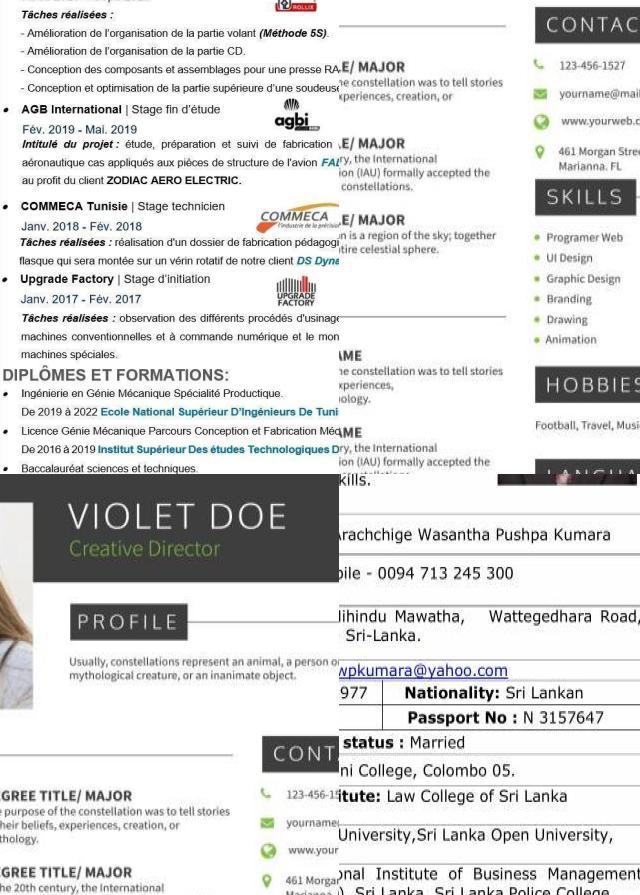 ROLLIX
Tâches réalisées :
- Amélioration de l'organisation de la partie volant (Méthode 5S).
- Amélioration de l'organisation de la partie CD.
- Conception des composants et assemblages pour une presse RA
- Conception et optimisation de la partie supérieure d'une soudeuse
• AGB International | Stage fin d'étude
agbi
Fév. 2019 - Mai. 2019
Intitulé du projet : étude, préparation et suivi de fabrication
aéronautique cas appliqués aux pièces de structure de l'avion FAL
au profit du client ZODIAC AERO ELECTRIC.
• COMMECA Tunisie | Stage technicien
COMMECA
l'industrie de la précision
Janv. 2018 - Fév. 2018
Tâches réalisées : réalisation d'un dossier de fabrication pédagogi
flasque qui sera montée sur un vérin rotatif de notre client DS Dyna
• Upgrade Factory | Stage d'initiation
UPGRADE
FACTORY
Janv. 2017 - Fév. 2017
Tâches réalisées : observation des différents procédés d'usinage
machines conventionnelles et à commande numérique et le mon
machines spéciales.
DIPLÔMES ET FORMATIONS:
• Ingénierie en Génie Mécanique Spécialité Productique.
De 2019 à 2022 Ecole National Supérieur D'Ingénieurs De Tuni
• Licence Génie Mécanique Parcours Conception et Fabrication Méc
De 2016 à 2019 Institut Supérieur Des études Technologiques D
• Baccalauréat sciences et techniques.
E/ MAJOR
he constellation was to tell stories
xperiences, creation, or
E/ MAJOR
ry, the International
ion (IAU) formally accepted the
constellations.
E/ MAJOR
n is a region of the sky; together
tire celestial sphere.
AME
he constellation was to tell stories
xperiences,
ology.
AME
ry, the International
ion (IAU) formally accepted the
CONTAC
123-456-1527
yourname@mail
www.yourweb.c
461 Morgan Stree
Marianna. FL
SKILLS
• Programer Web
• UI Design
• Graphic Design
• Branding
• Drawing
• Animation
HOBBIES
Football, Travel, Musi
LANGUA
VIOLET DOE
Creative Director
PROFILE
Usually, constellations represent an animal, a person o
mythological creature, or an inanimate object.
CONT
EGREE TITLE/ MAJOR
e purpose of the constellation was to tell stories
heir beliefs, experiences, creation, or
thology.
EGREE TITLE/ MAJOR
he 20th century, the International
123-456-15
yourname
www.your
461 Morgar
Marianna
kills.
Arachchige Wasantha Pushpa Kumara
bile - 0094 713 245 300
Mihindu Mawatha, Wattegedhara Road,
Sri-Lanka.
wpkumara@yahoo.com
977 Nationality: Sri Lankan
Passport No : N 3157647
status : Married
ni College, Colombo 05.
itute: Law College of Sri Lanka
University,Sri Lanka Open University,
onal Institute of Business Management
), Sri Lanka, Sri Lanka Police College